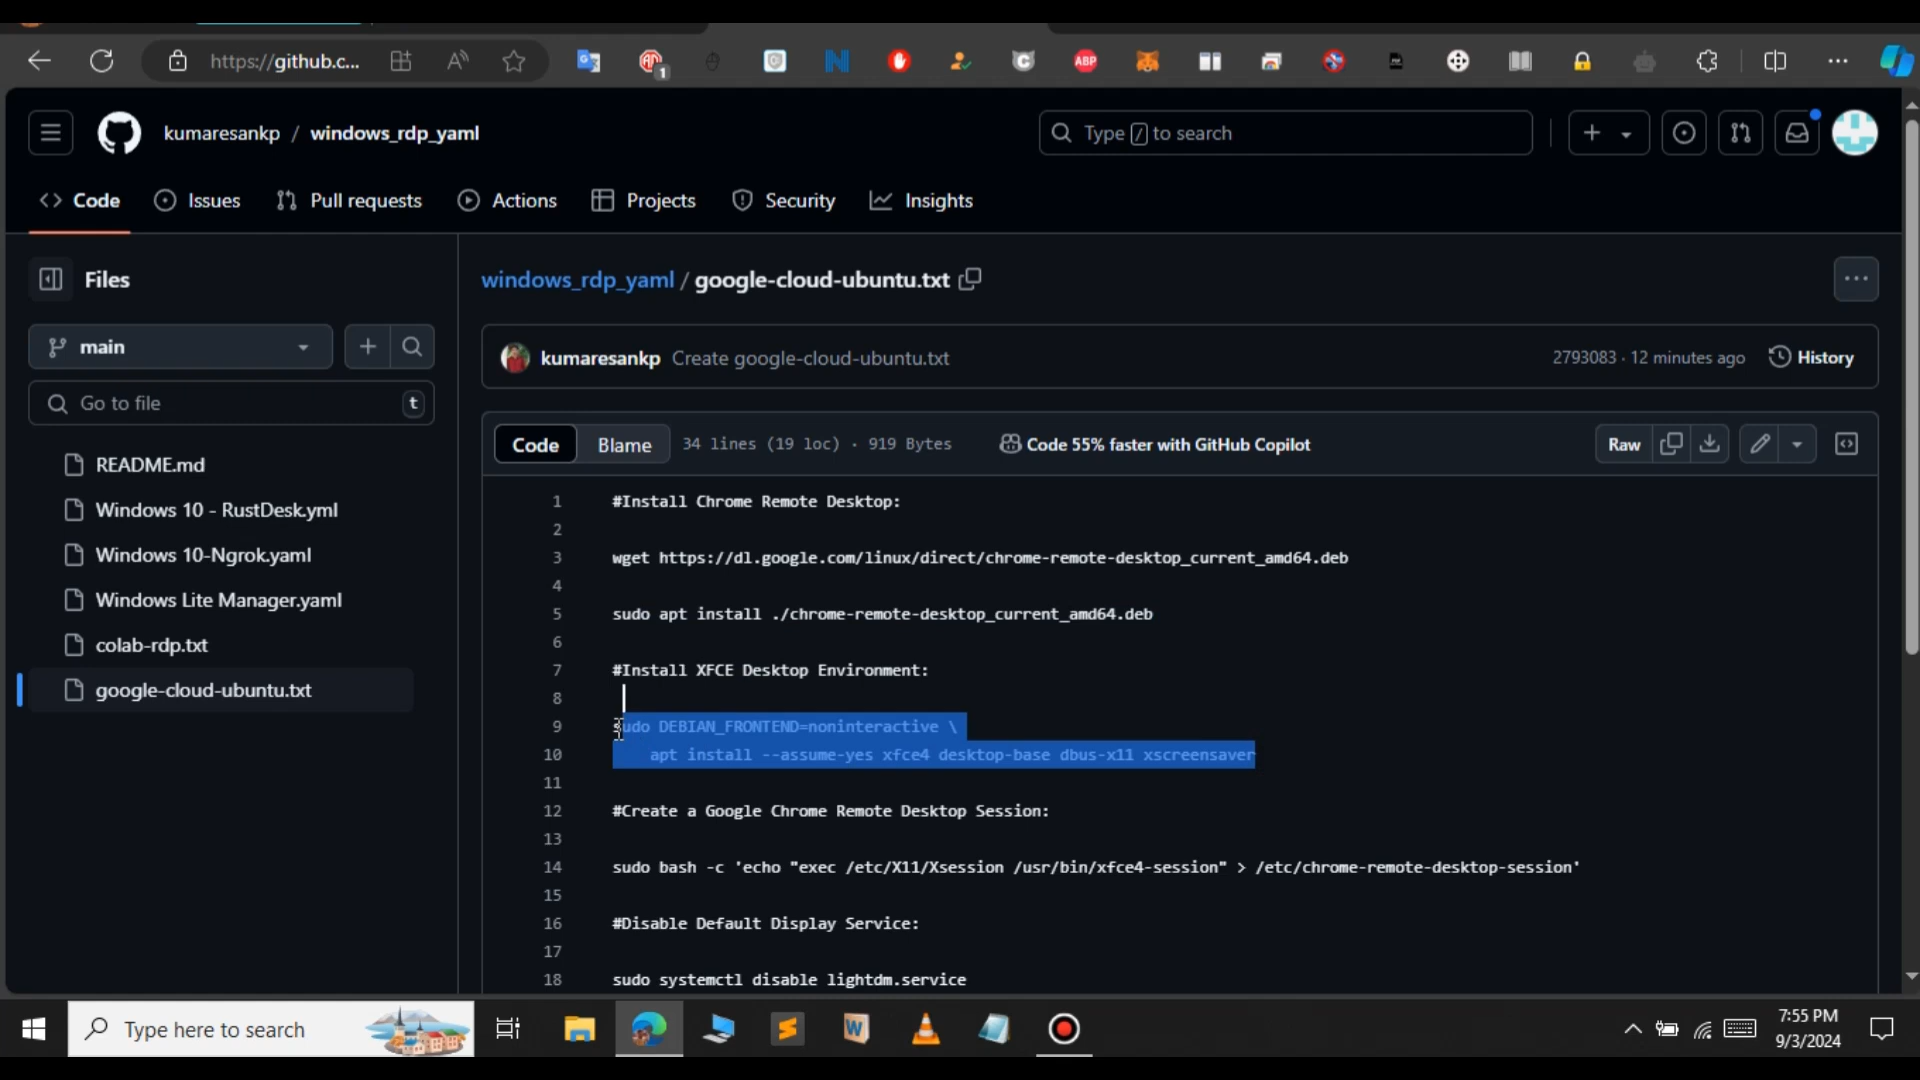 https://github.c...
1
ABP
kumaresankp / windows_rdp_yaml
Type / to search
Code
Issues
Pull requests
Actions
Projects
Security
Insights
Files
windows_rdp_yaml / google-cloud-ubuntu.txt
main
kumaresankp Create google-cloud-ubuntu.txt
2793083 · 12 minutes ago
History
Go to file
t
Code
Blame
34 lines (19 loc) · 919 Bytes
Code 55% faster with GitHub Copilot
Raw
README.md
Windows 10 - RustDesk.yml
Windows 10-Ngrok.yaml
Windows Lite Manager.yaml
colab-rdp.txt
google-cloud-ubuntu.txt
1 #Install Chrome Remote Desktop:
2
3 wget https://dl.google.com/linux/direct/chrome-remote-desktop_current_amd64.deb
4
5 sudo apt install ./chrome-remote-desktop_current_amd64.deb
6
7 #Install XFCE Desktop Environment:
8
9 sudo DEBIAN_FRONTEND=noninteractive \
10 apt install --assume-yes xfce4 desktop-base dbus-x11 xscreensaver
11
12 #Create a Google Chrome Remote Desktop Session:
13
14 sudo bash -c 'echo "exec /etc/X11/Xsession /usr/bin/xfce4-session" > /etc/chrome-remote-desktop-session'
15
16 #Disable Default Display Service:
17
18 sudo systemctl disable lightdm.service
Type here to search
7:55 PM
9/3/2024